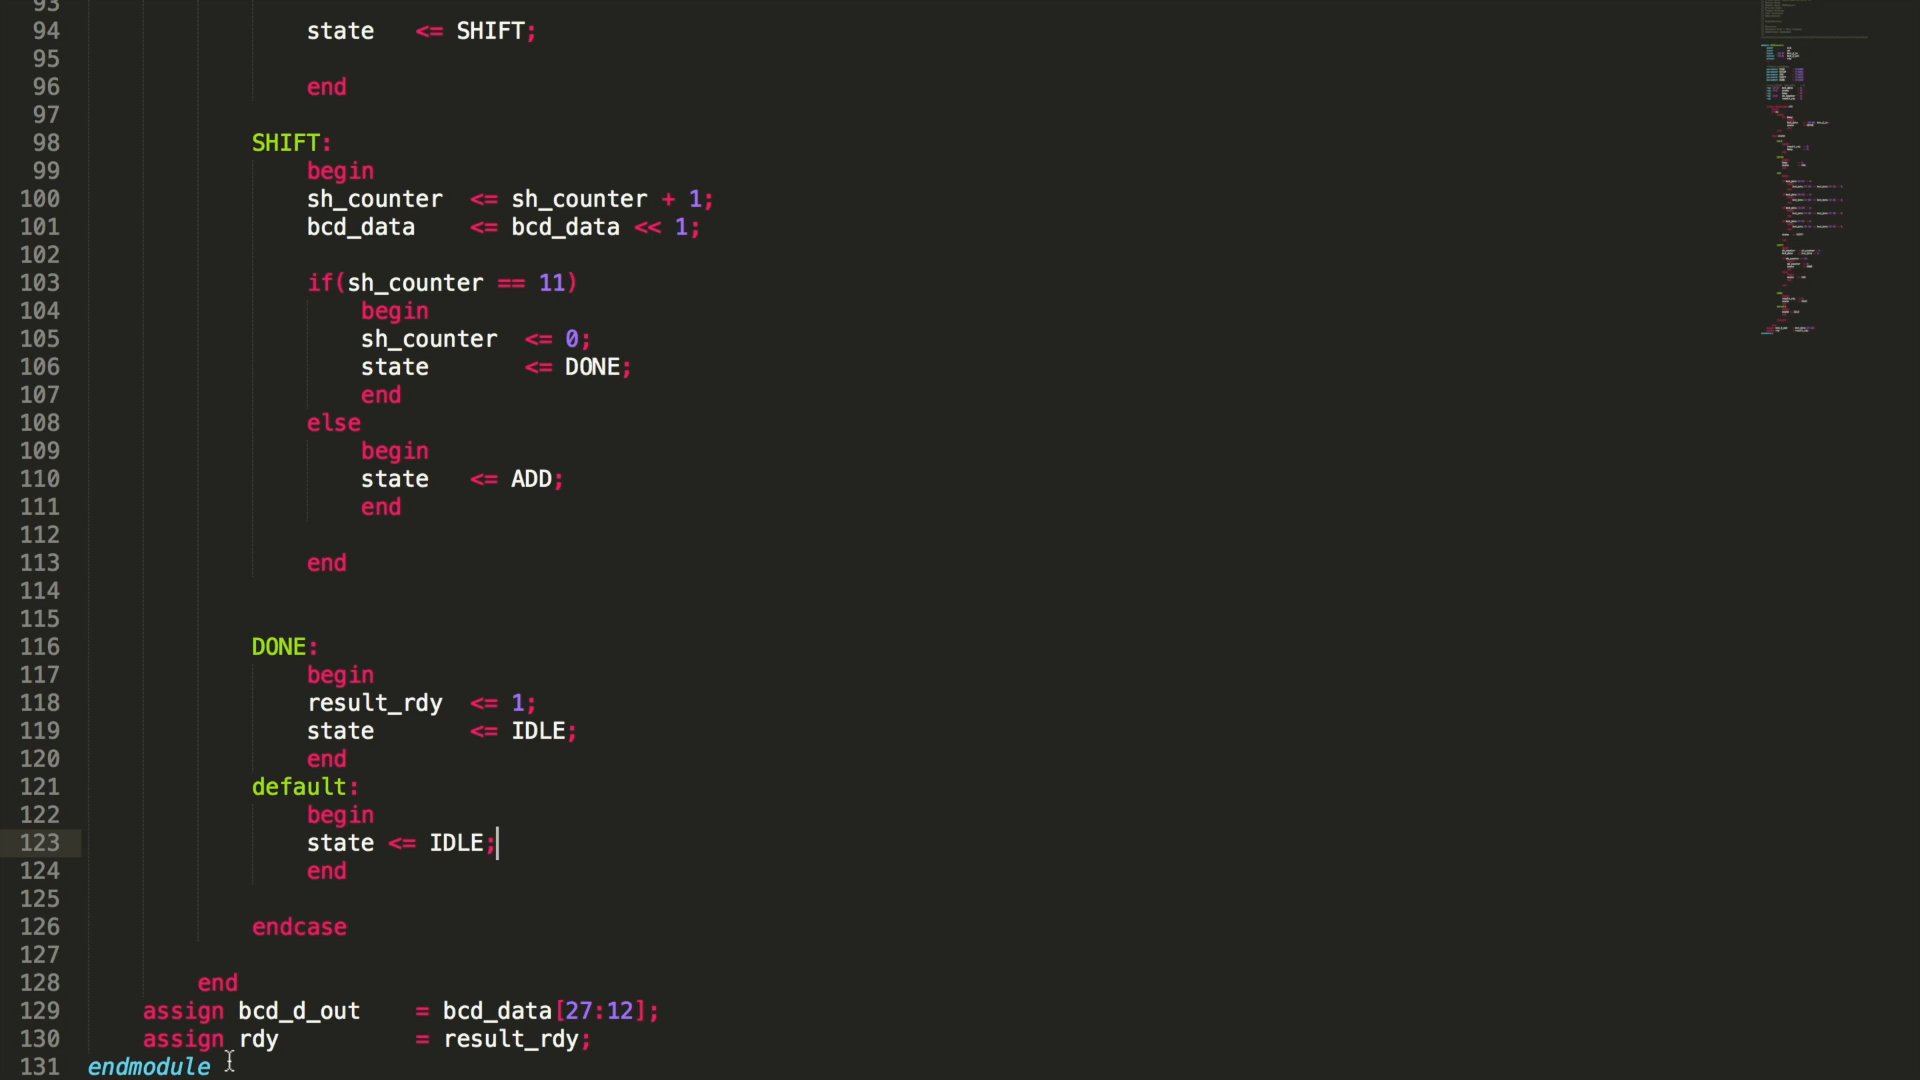 93
94 state <= SHIFT;
95
96 end
97
98 SHIFT:
99 begin
100 sh_counter <= sh_counter + 1;
101 bcd_data <= bcd_data << 1;
102
103 if(sh_counter == 11)
104 begin
105 sh_counter <= 0;
106 state <= DONE;
107 end
108 else
109 begin
110 state <= ADD;
111 end
112
113 end
114
115
116 DONE:
117 begin
118 result_rdy <= 1;
119 state <= IDLE;
120 end
121 default:
122 begin
123 state <= IDLE;
124 end
125
126 endcase
127
128 end
129 assign bcd_d_out = bcd_data[27:12];
130 assign rdy = result_rdy;
131 endmodule